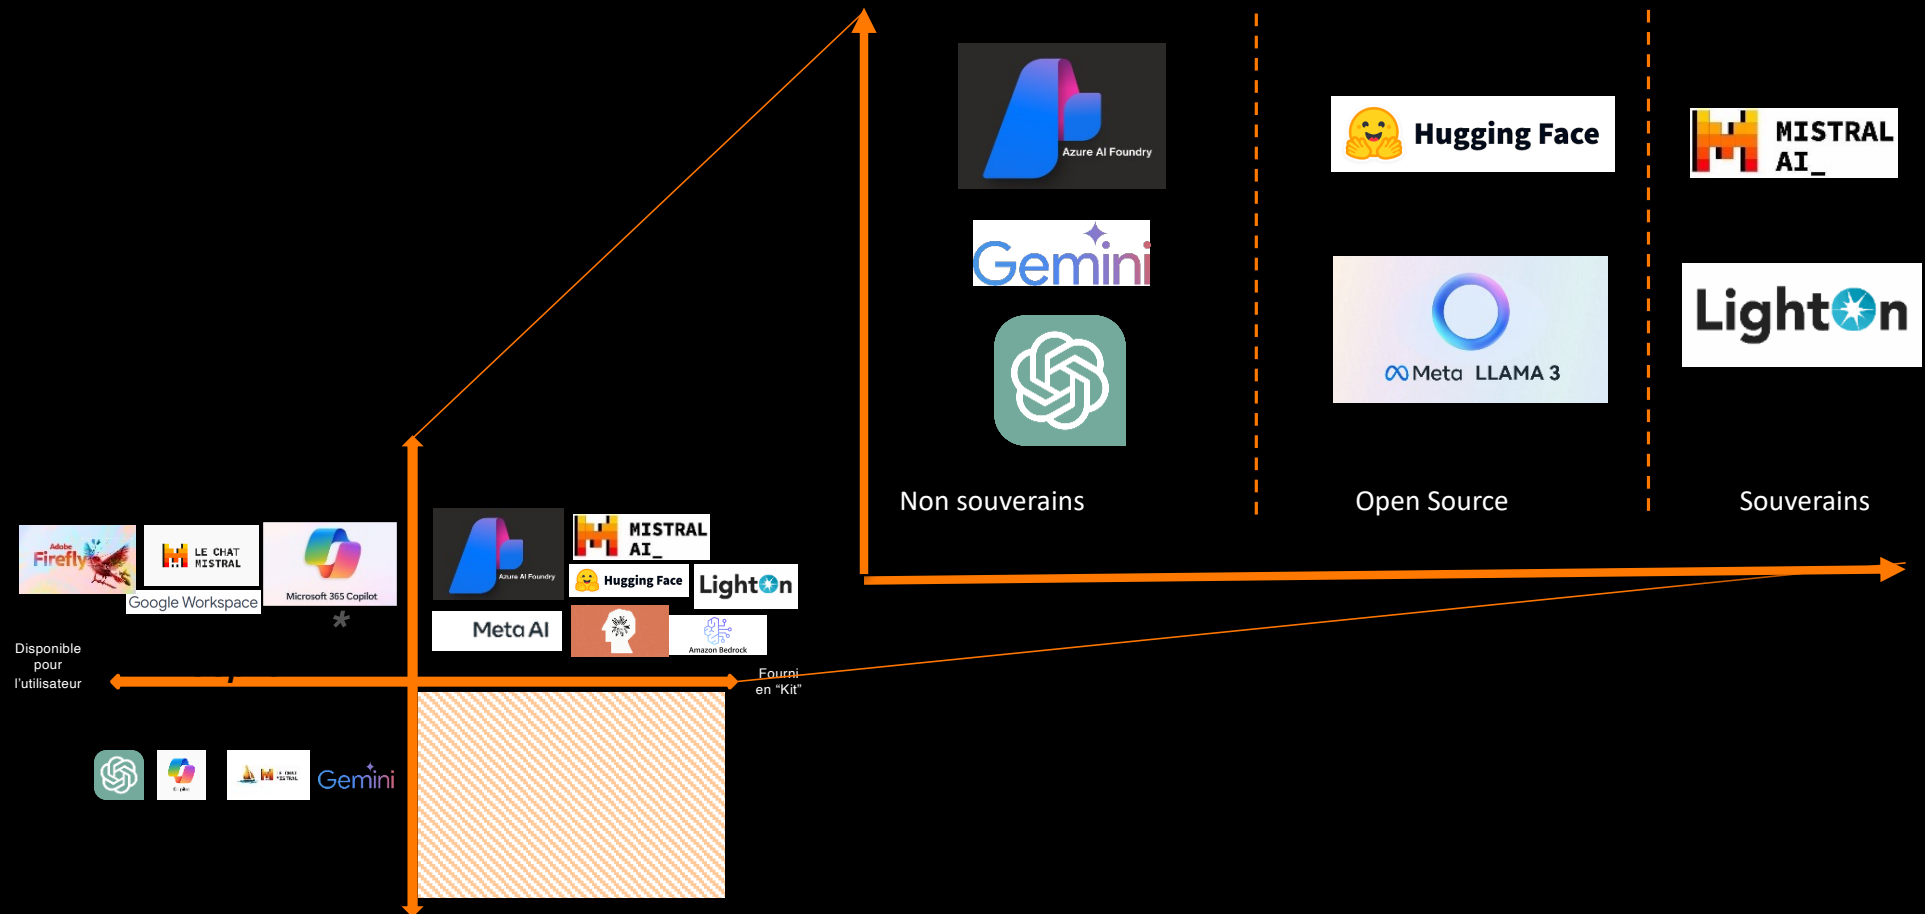 Azure AI Foundry
Gemini
Hugging Face
Meta LLAMA 3
MISTRAL
AI_
LightOn
Non souverains
Open Source
Souverains
Adobe
Firefly
LE CHAT
MISTRAL
Google Workspace
Microsoft 365 Copilot
*
Azure AI Foundry
MISTRAL
AI_
Hugging Face
LightOn
Meta AI
Amazon Bedrock
Disponible
pour
l'utilisateur
Fourni
en “Kit”
Gemini